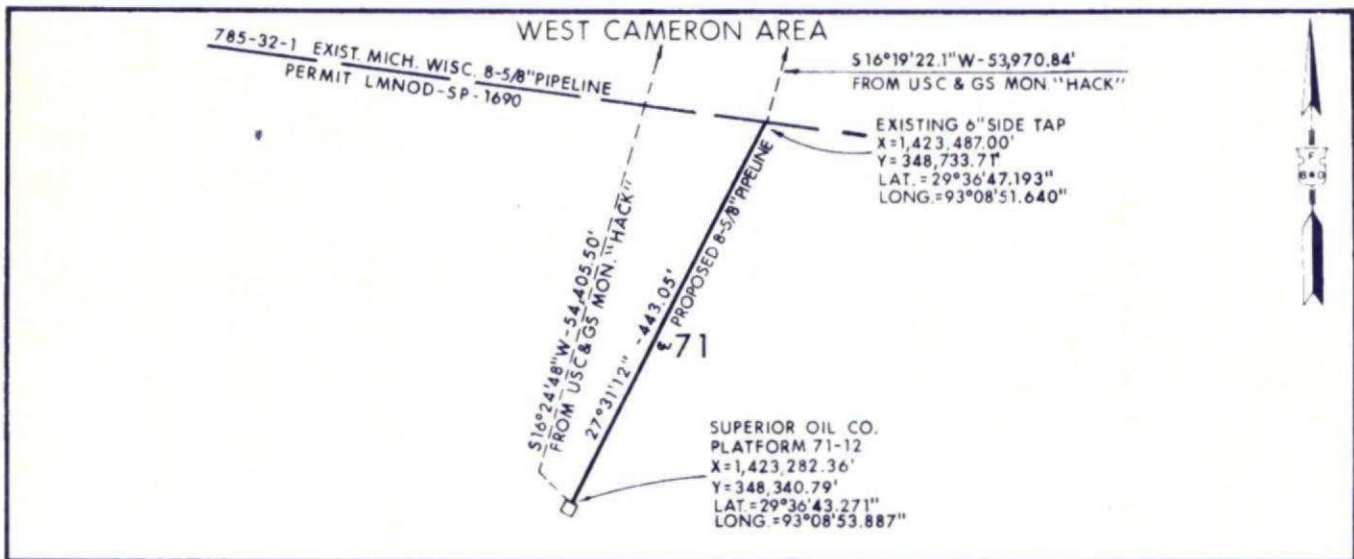 WEST CAMERON AREA
785-32-1 EXIST. MICH. WISC. 8-5/8" PIPELINE
PERMIT LMNOD-SP-1690
S16°19'22.1"W-53,970.84'
FROM USC & GS MON. "HACK"
EXISTING 6" SIDE TAP
X=1,423,487.00'
Y=348,733.71'
LAT.=29°36'47.193"
LONG.=93°08'51.640"
F
B&D
S16°24'48"W-54,405.50'
FROM USC&GS MON. "HACK"
27°31'12" -443.05'
℄ PROPOSED 8-5/8" PIPELINE
71
SUPERIOR OIL CO.
PLATFORM 71-12
X=1,423,282.36'
Y=348,340.79'
LAT.=29°36'43.271"
LONG.=93°08'53.887"